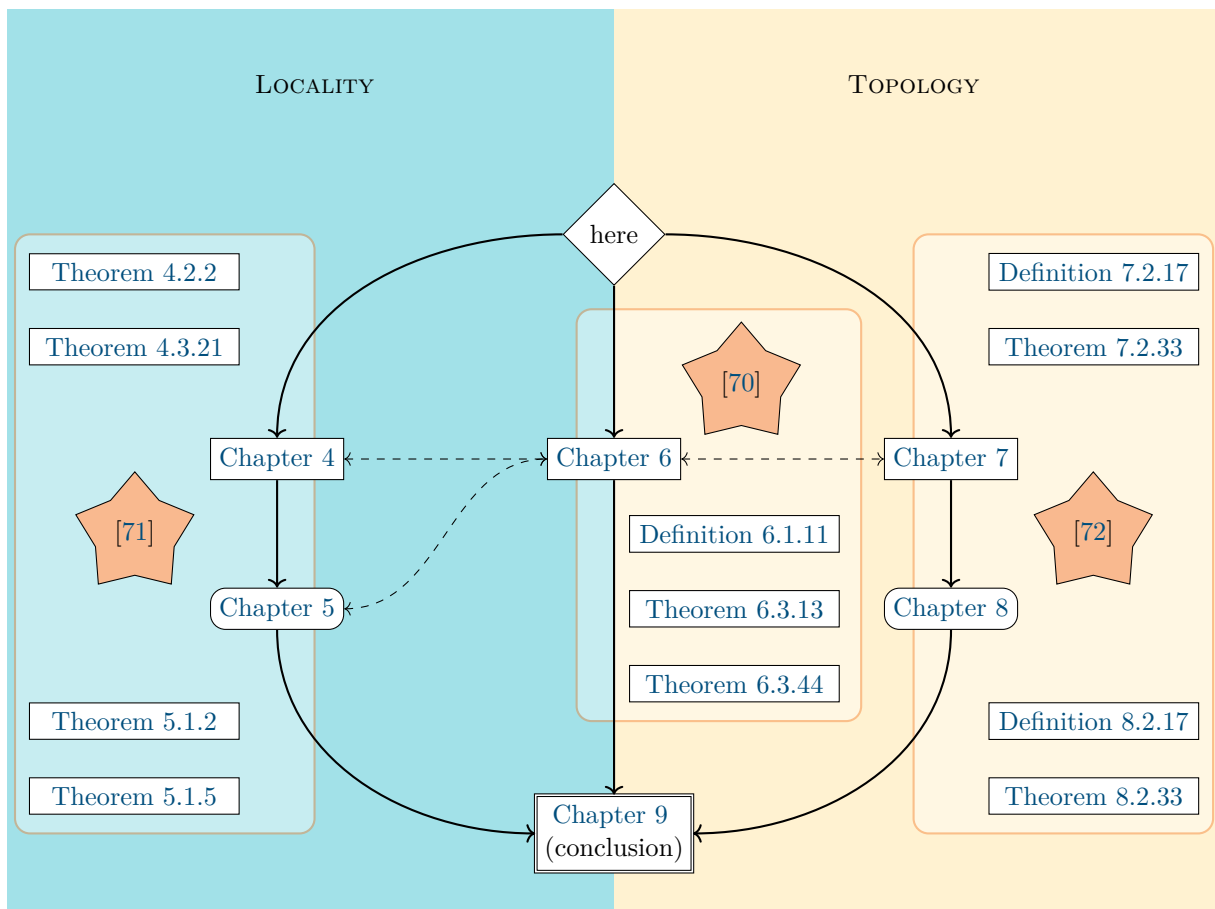 LOCALITY
TOPOLOGY
here
Theorem 4.2.2
Definition 7.2.17
Theorem 4.3.21
[70]
Theorem 7.2.33
Chapter 4
Chapter 6
Chapter 7
[71]
Definition 6.1.11
[72]
Chapter 5
Theorem 6.3.13
Chapter 8
Theorem 6.3.44
Theorem 5.1.2
Definition 8.2.17
Theorem 5.1.5
Chapter 9
(conclusion)
Theorem 8.2.33